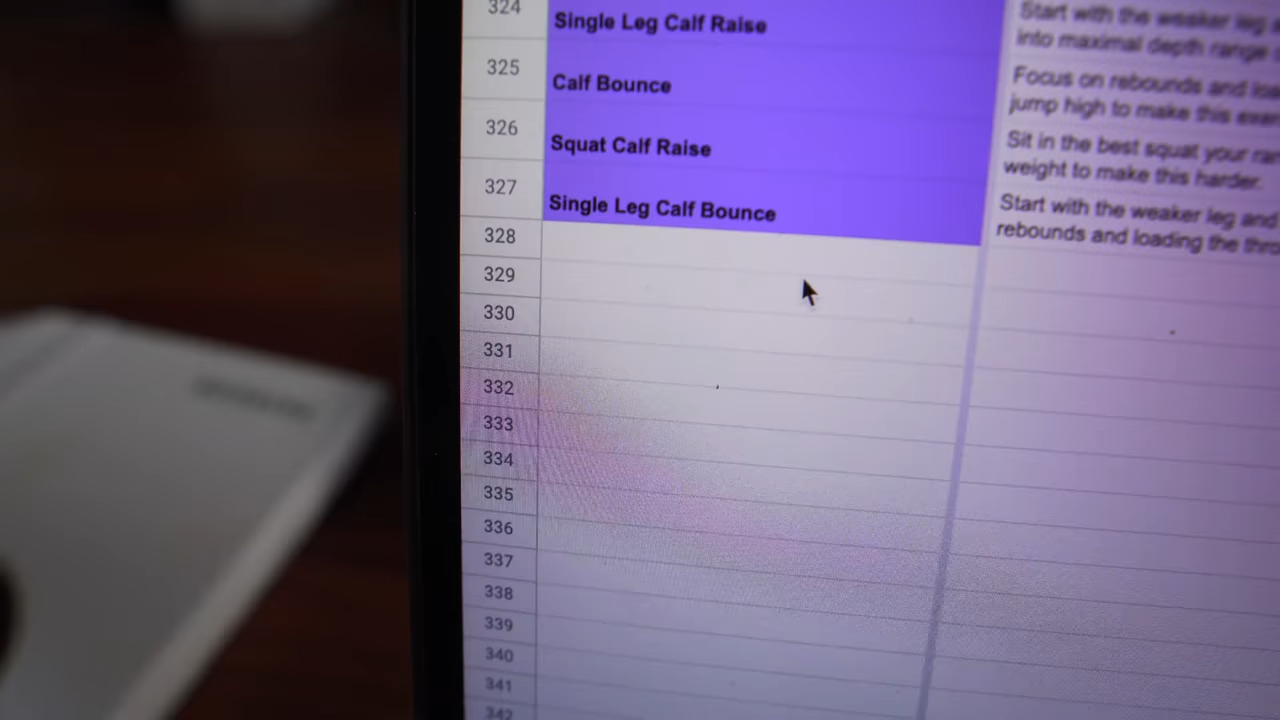 324
Single Leg Calf Raise
Start with the weaker leg
into maximal depth range
325
Calf Bounce
Focus on rebounds and
jump high to make this
326
Squat Calf Raise
Sit in the best squat your
weight to make this harder.
327
Single Leg Calf Bounce
Start with the weaker leg and
rebounds and loading the
328
329
330
331
332
333
334
335
336
337
338
339
340
341
342